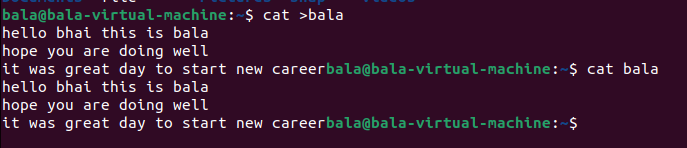 bala@bala-virtual-machine:~$ cat >bala
hello bhai this is bala
hope you are doing well
it was great day to start new careerbala@bala-virtual-machine:~$ cat bala
hello bhai this is bala
hope you are doing well
it was great day to start new careerbala@bala-virtual-machine:~$